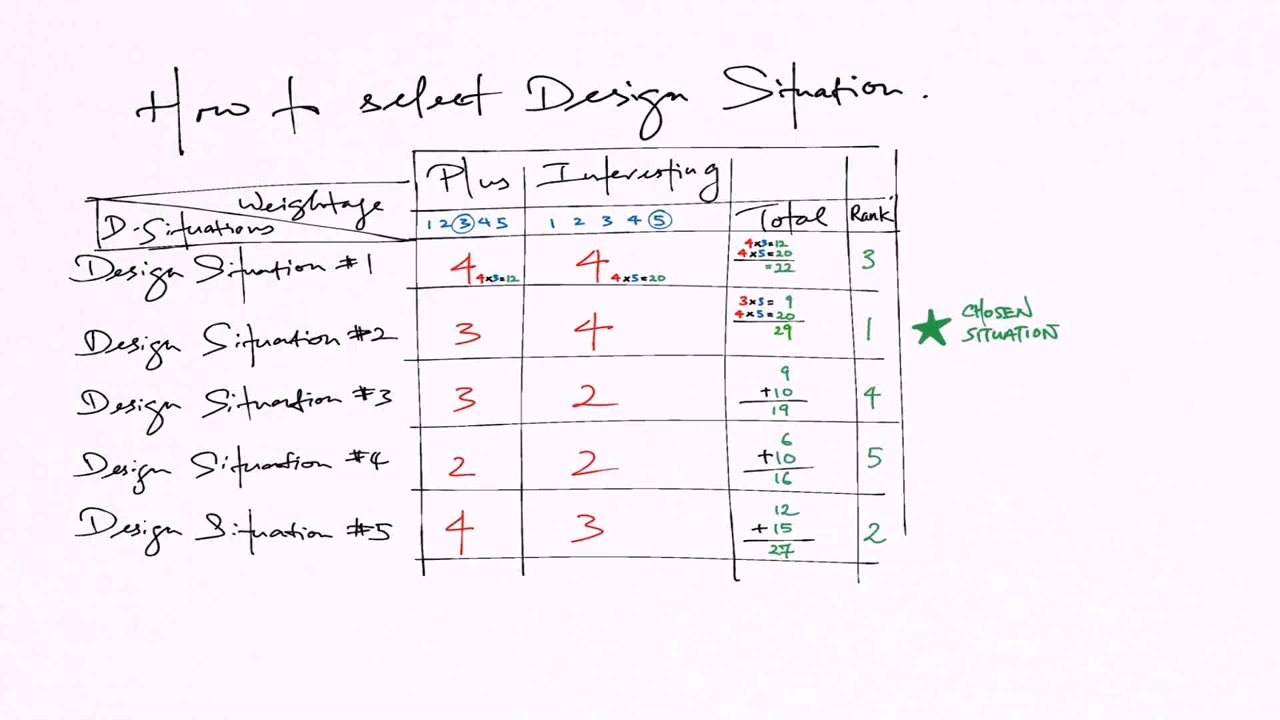 How to select Design Situation.
Weightage Plus Interesting
D-Situations 1 2 3 4 5 1 2 3 4 5 Total Rank
Design Situation #1 4 4x3=12 4 4x5=20 4x3=12 3
4x5=20
=22
Design Situation #2 3 4 3x3= 9 1 ★ CHOSEN
4x5=20 SITUATION
29
Design Situation #3 3 2 9 4
+10
19
Design Situation #4 2 2 6 5
+10
16
Design Situation #5 4 3 12 2
+15
27